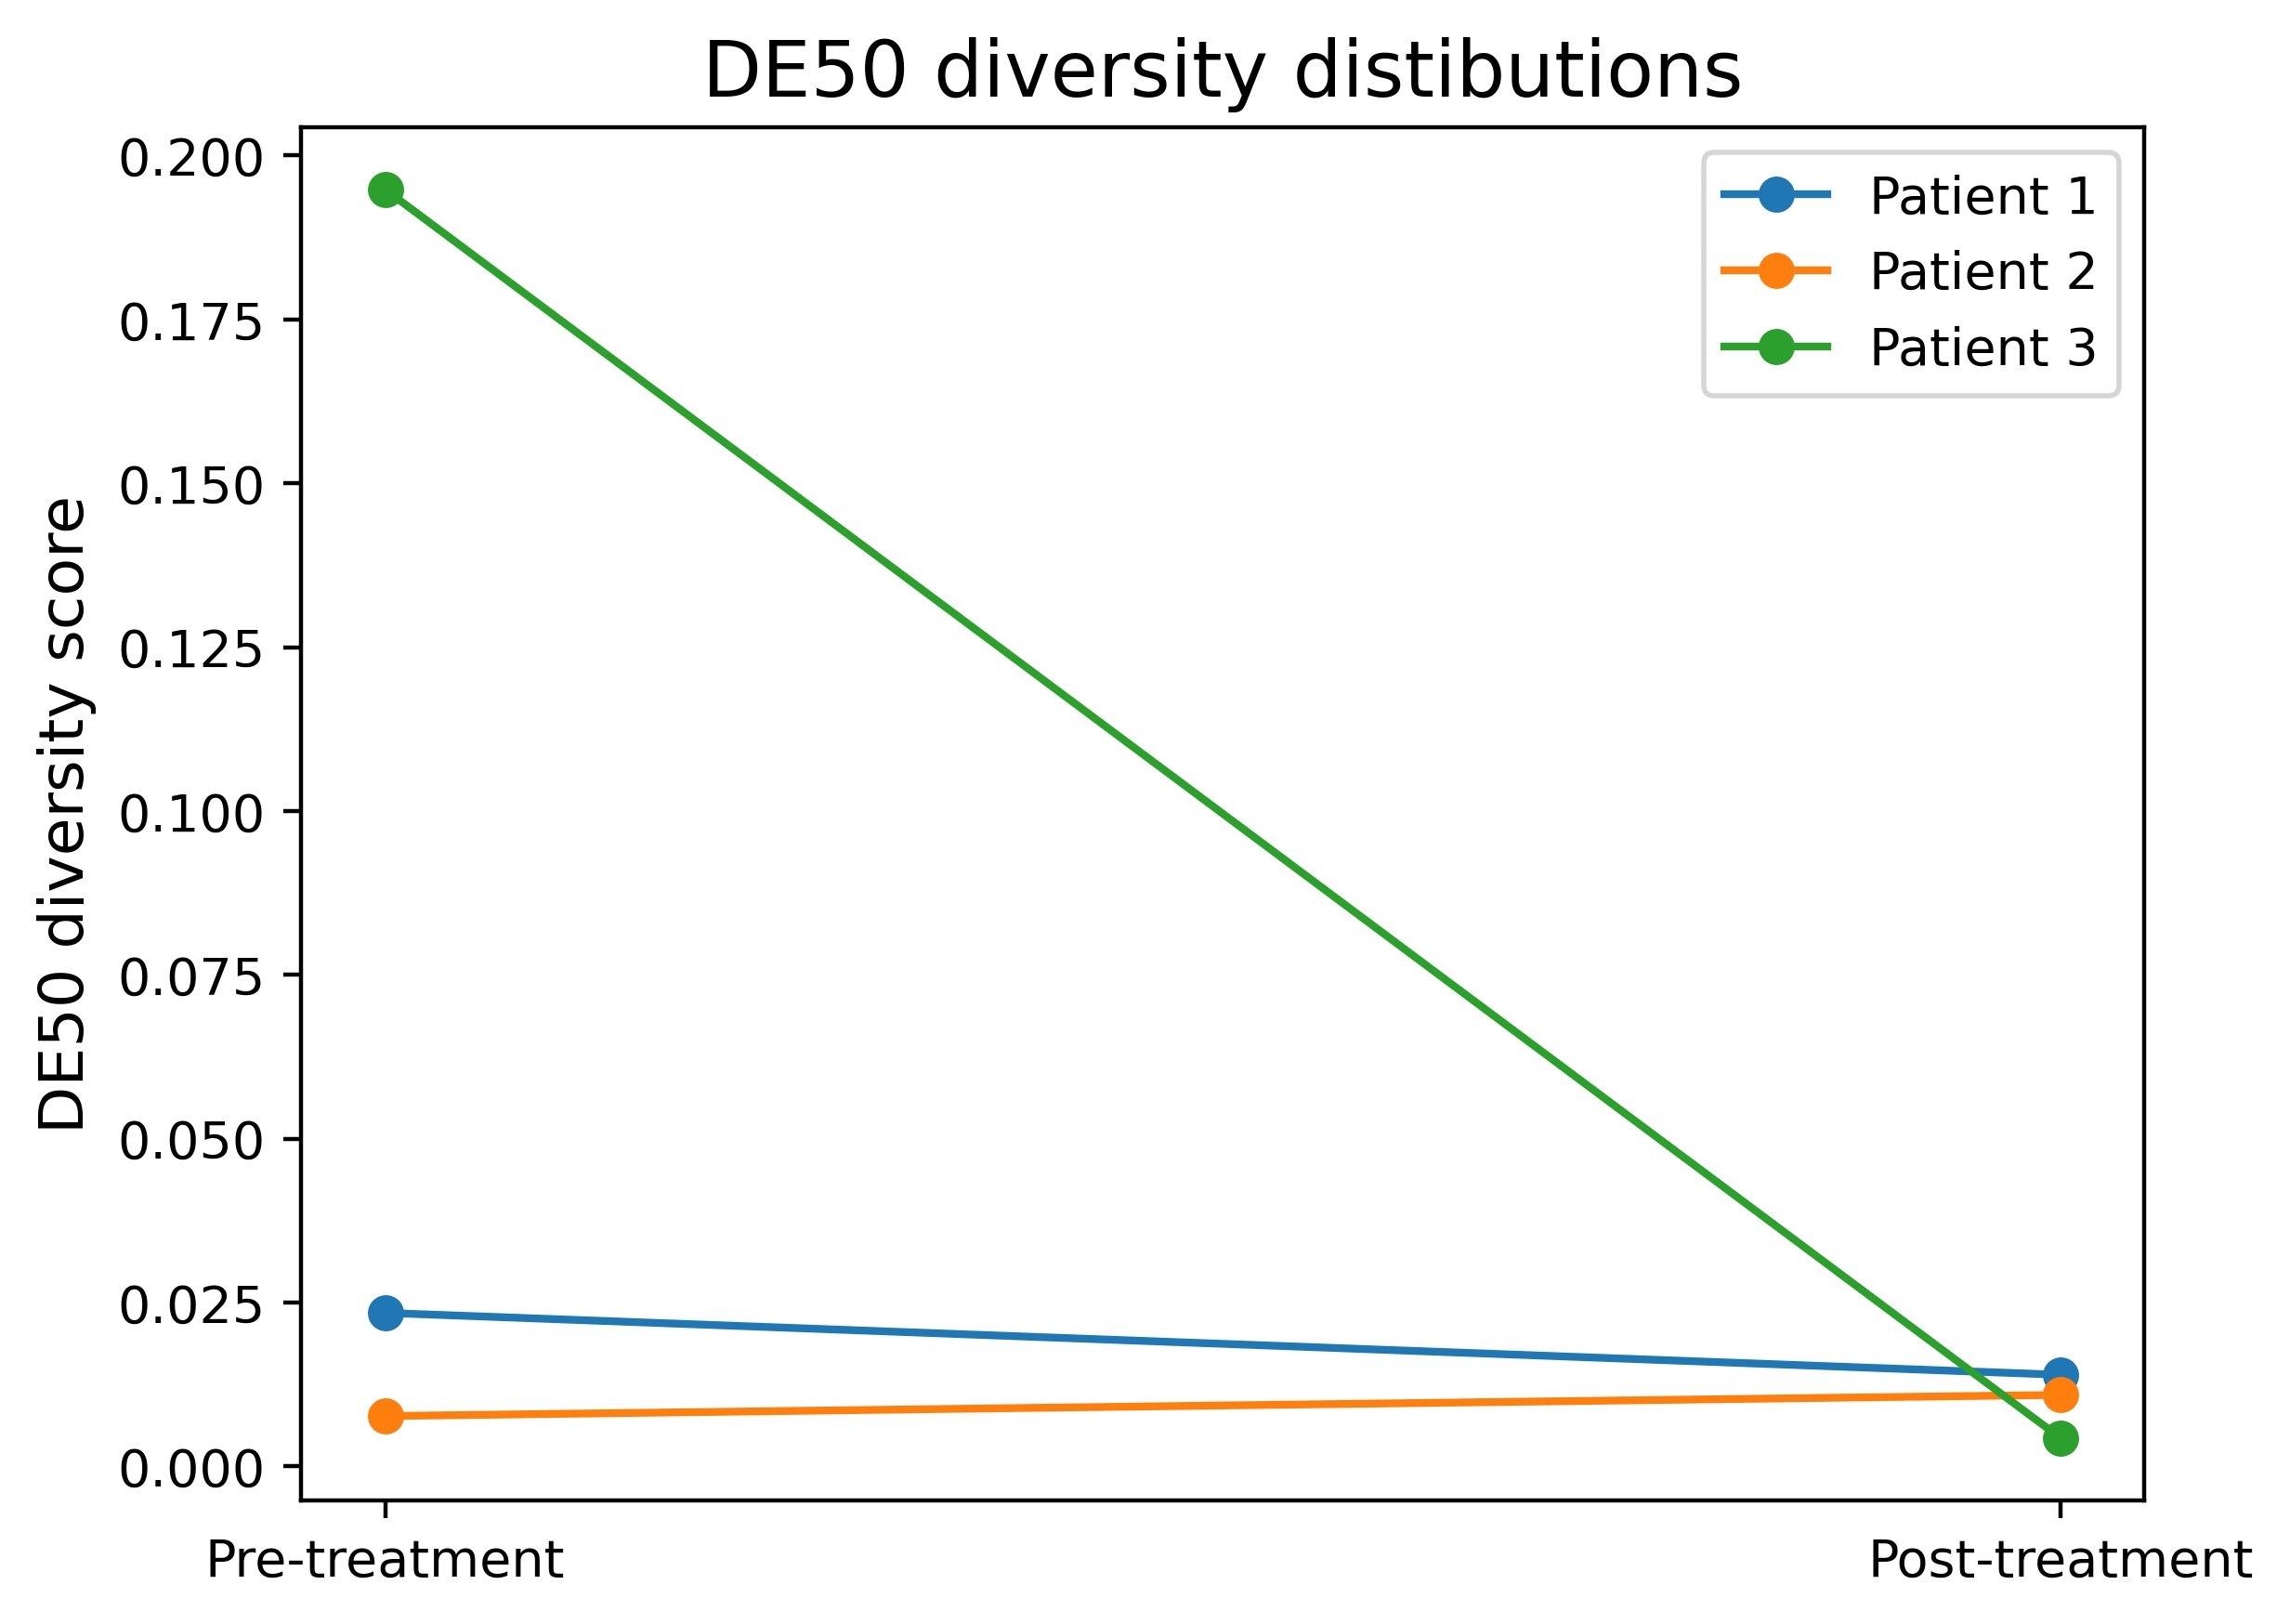 DE50 diversity distibutions
DE50 diversity score
0.200
0.175
0.150
0.125
0.100
0.075
0.050
0.025
0.000
Patient 1
Patient 2
Patient 3
Pre-treatment
Post-treatment